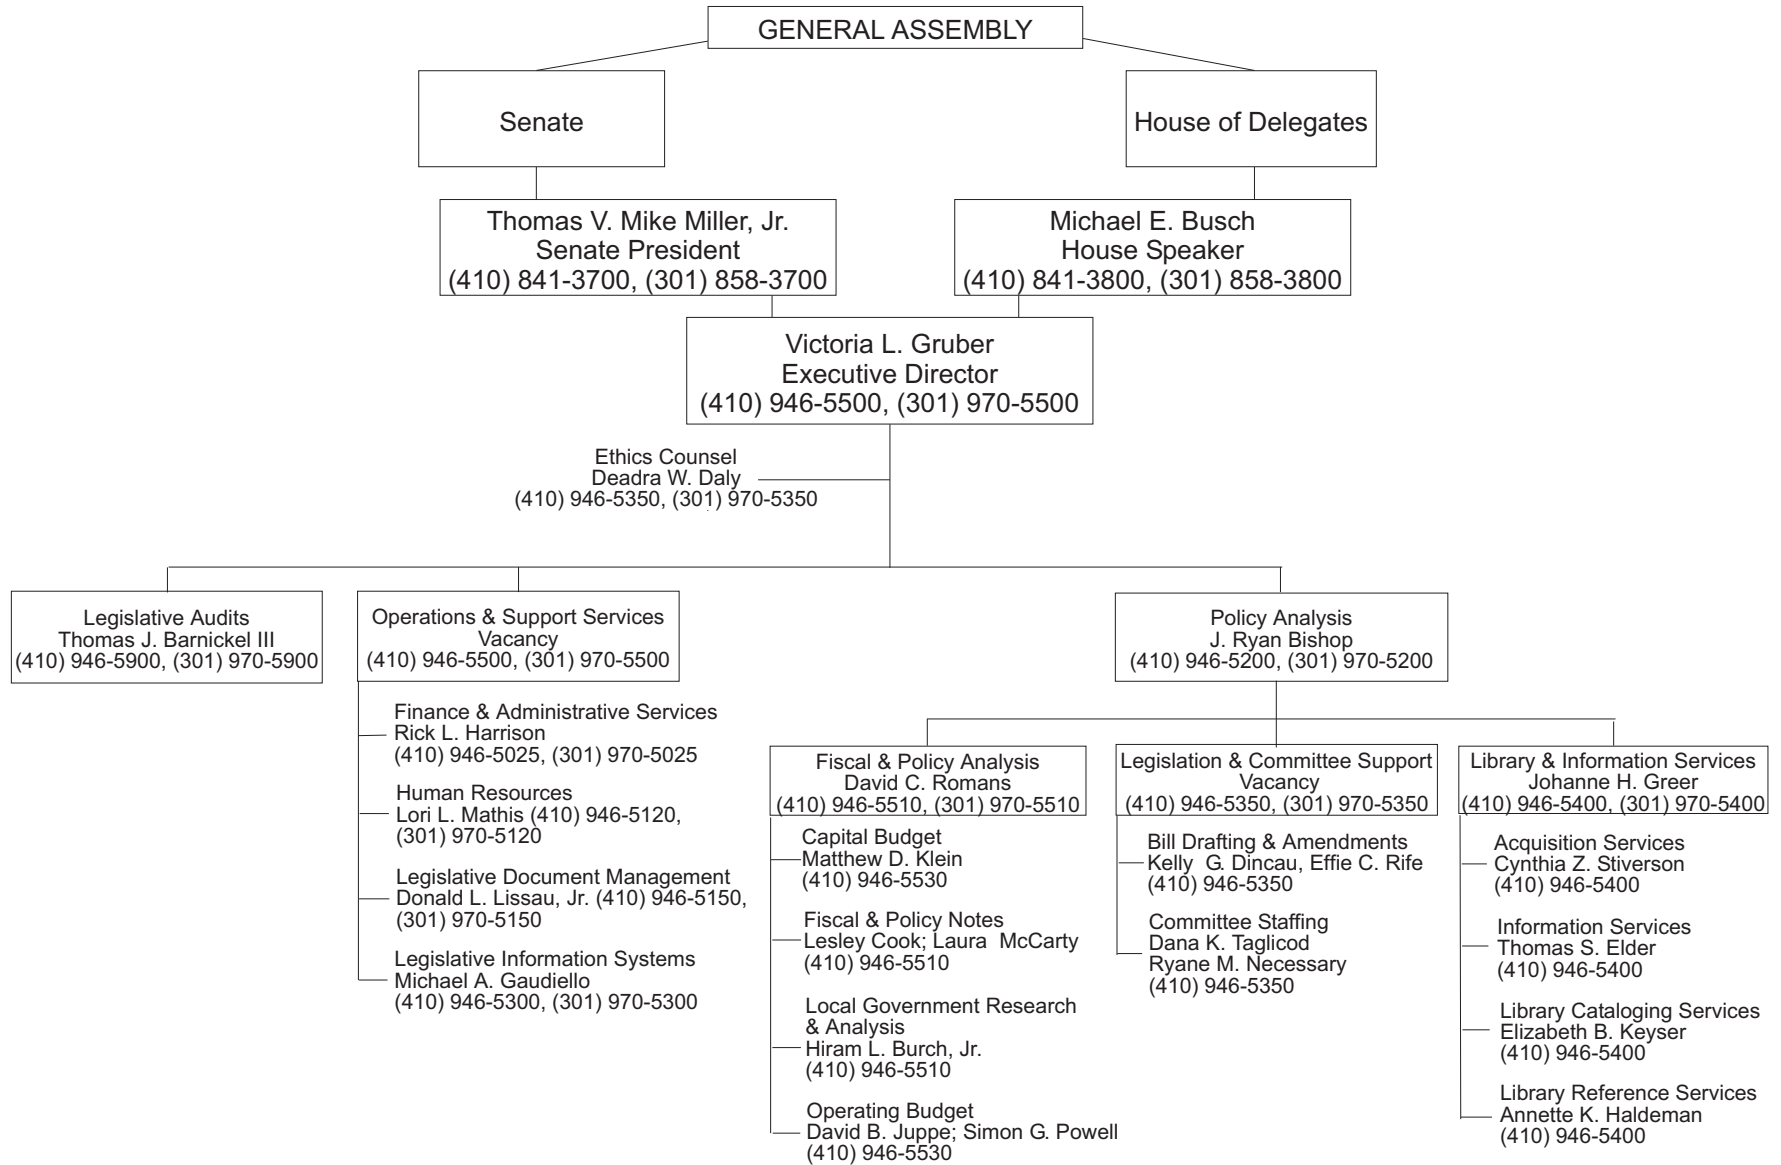 GENERAL ASSEMBLY
Senate
House of Delegates
Thomas V. Mike Miller, Jr.
Senate President
(410) 841-3700, (301) 858-3700
Michael E. Busch
House Speaker
(410) 841-3800, (301) 858-3800
Victoria L. Gruber
Executive Director
(410) 946-5500, (301) 970-5500
Ethics Counsel
Deadra W. Daly
(410) 946-5350, (301) 970-5350
Legislative Audits
Thomas J. Barnickel III
(410) 946-5900, (301) 970-5900
Operations & Support Services
Vacancy
(410) 946-5500, (301) 970-5500
Finance & Administrative Services
Rick L. Harrison
(410) 946-5025, (301) 970-5025
Human Resources
Lori L. Mathis (410) 946-5120,
(301) 970-5120
Legislative Document Management
Donald L. Lissau, Jr. (410) 946-5150,
(301) 970-5150
Legislative Information Systems
Michael A. Gaudiello
(410) 946-5300, (301) 970-5300
Policy Analysis
J. Ryan Bishop
(410) 946-5200, (301) 970-5200
Fiscal & Policy Analysis
David C. Romans
(410) 946-5510, (301) 970-5510
Capital Budget
Matthew D. Klein
(410) 946-5530
Fiscal & Policy Notes
Lesley Cook; Laura McCarty
(410) 946-5510
Local Government Research
& Analysis
Hiram L. Burch, Jr.
(410) 946-5510
Operating Budget
David B. Juppe; Simon G. Powell
(410) 946-5530
Legislation & Committee Support
Vacancy
(410) 946-5350, (301) 970-5350
Bill Drafting & Amendments
Kelly G. Dincau, Effie C. Rife
(410) 946-5350
Committee Staffing
Dana K. Taglicod
Ryane M. Necessary
(410) 946-5350
Library & Information Services
Johanne H. Greer
(410) 946-5400, (301) 970-5400
Acquisition Services
Cynthia Z. Stiverson
(410) 946-5400
Information Services
Thomas S. Elder
(410) 946-5400
Library Cataloging Services
Elizabeth B. Keyser
(410) 946-5400
Library Reference Services
Annette K. Haldeman
(410) 946-5400